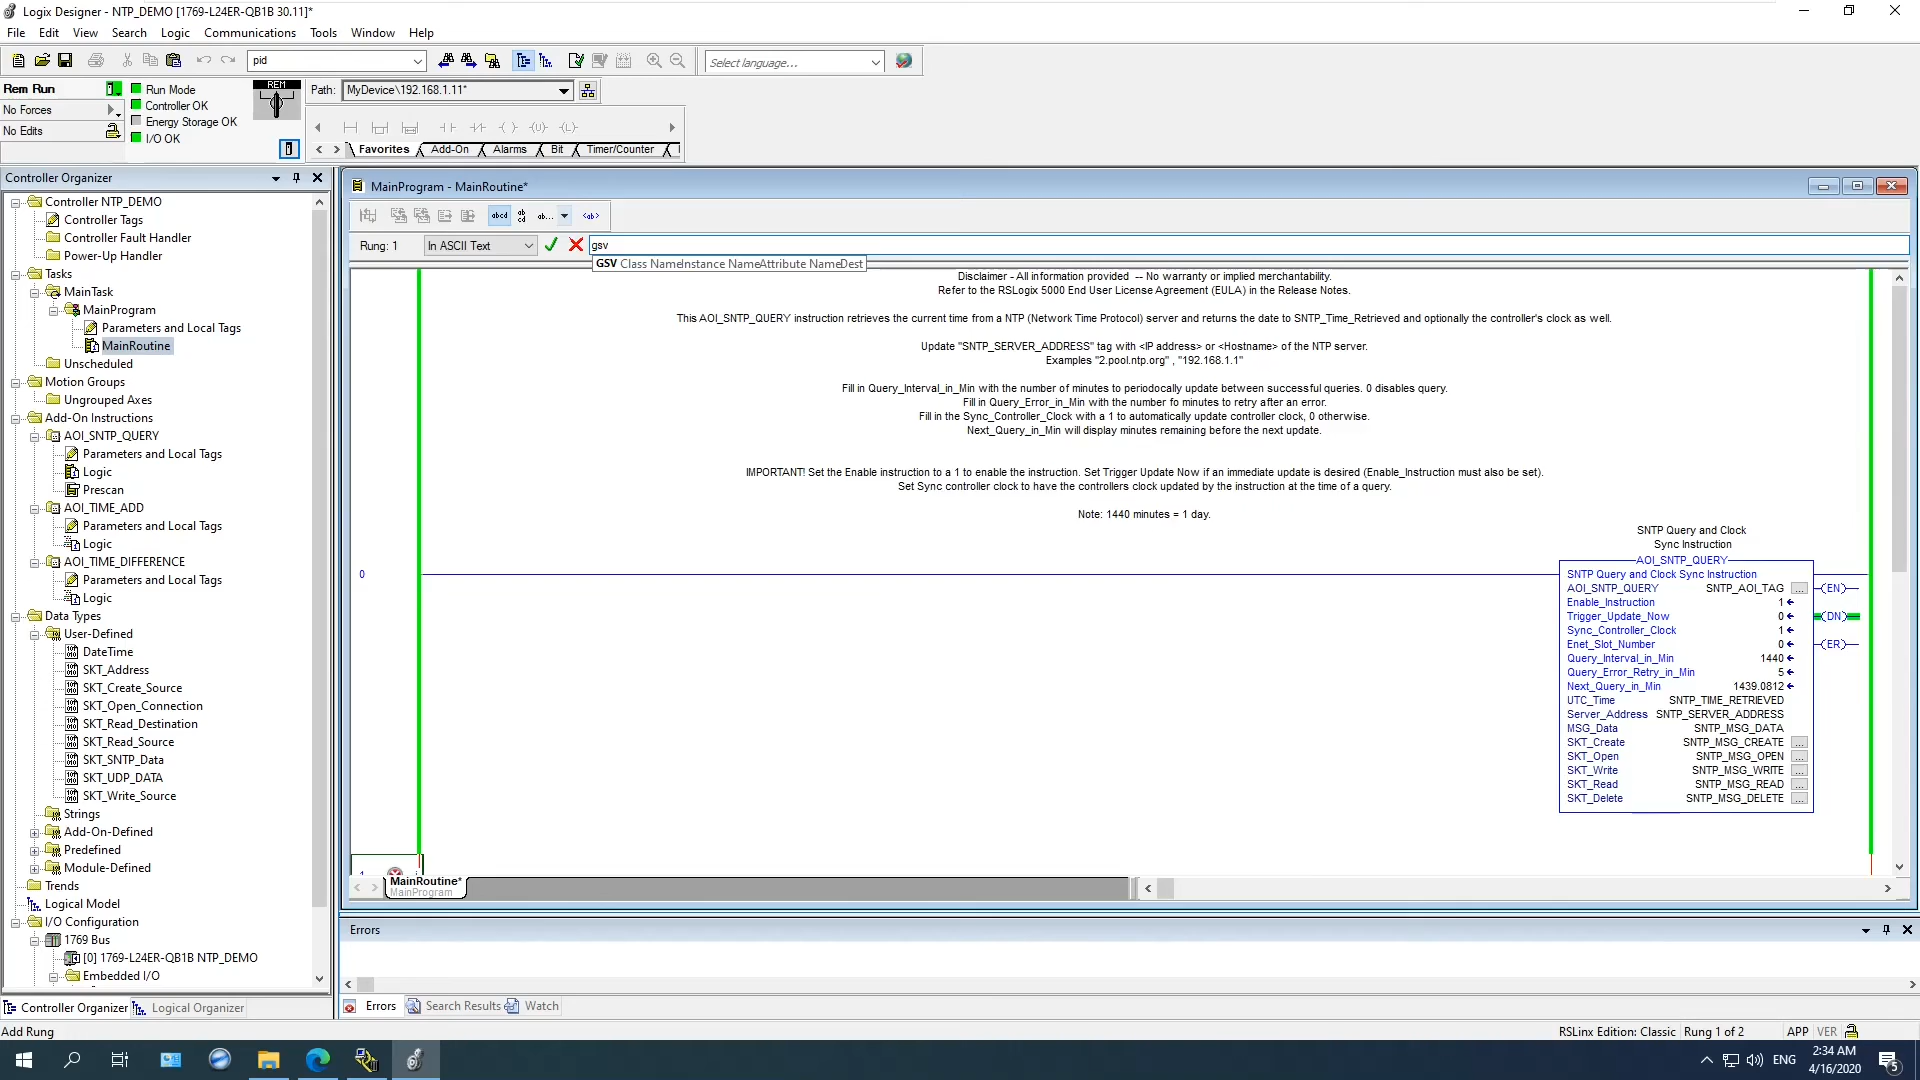 Logix Designer - NTP_DEMO [1769-L24ER-QB1B 30.11]*
File Edit View Search Logic Communications Tools Window Help
pid
Select language...
Rem Run
No Forces
No Edits
Run Mode
Controller OK
Energy Storage OK
I/O OK
REM
Path: MyDevice\192.168.1.11*
Favorites Add-On Alarms Bit Timer/Counter
Controller Organizer
Controller NTP_DEMO
Controller Tags
Controller Fault Handler
Power-Up Handler
Tasks
MainTask
MainProgram
Parameters and Local Tags
MainRoutine
Unscheduled
Motion Groups
Ungrouped Axes
Add-On Instructions
AOI_SNTP_QUERY
Parameters and Local Tags
Logic
Prescan
AOI_TIME_ADD
Parameters and Local Tags
Logic
AOI_TIME_DIFFERENCE
Parameters and Local Tags
Logic
Data Types
User-Defined
DateTime
SKT_Address
SKT_Create_Source
SKT_Open_Connection
SKT_Read_Destination
SKT_Read_Source
SKT_SNTP_Data
SKT_UDP_DATA
SKT_Write_Source
Strings
Add-On-Defined
Predefined
Module-Defined
Trends
Logical Model
I/O Configuration
1769 Bus
[0] 1769-L24ER-QB1B NTP_DEMO
Embedded I/O
Controller Organizer Logical Organizer
MainProgram - MainRoutine*
Rung: 1 In ASCII Text gsv
GSV Class NameInstance NameAttribute NameDest
Disclaimer - All information provided -- No warranty or implied merchantability.
Refer to the RSLogix 5000 End User License Agreement (EULA) in the Release Notes.
This AOI_SNTP_QUERY instruction retrieves the current time from a NTP (Network Time Protocol) server and returns the date to SNTP_Time_Retrieved and optionally the controller's clock as well.
Update "SNTP_SERVER_ADDRESS" tag with <IP address> or <Hostname> of the NTP server.
Examples "2.pool.ntp.org" , "192.168.1.1"
Fill in Query_Interval_in_Min with the number of minutes to periodocally update between successful queries. 0 disables query.
Fill in Query_Error_in_Min with the number fo minutes to retry after an error.
Fill in the Sync_Controller_Clock with a 1 to automatically update controller clock, 0 otherwise.
Next_Query_in_Min will display minutes remaining before the next update.
IMPORTANT! Set the Enable instruction to a 1 to enable the instruction. Set Trigger Update Now if an immediate update is desired (Enable_Instruction must also be set).
Set Sync controller clock to have the controllers clock updated by the instruction at the time of a query.
Note: 1440 minutes = 1 day.
SNTP Query and Clock
Sync Instruction
0
AOI_SNTP_QUERY
SNTP Query and Clock Sync Instruction
AOI_SNTP_QUERY SNTP_AOI_TAG ... (EN)
Enable_Instruction 1
Trigger_Update_Now 0 (DN)
Sync_Controller_Clock 1
Enet_Slot_Number 0 (ER)
Query_Interval_in_Min 1440
Query_Error_Retry_in_Min 5
Next_Query_in_Min 1439.0812
UTC_Time SNTP_TIME_RETRIEVED
Server_Address SNTP_SERVER_ADDRESS
MSG_Data SNTP_MSG_DATA
SKT_Create SNTP_MSG_CREATE ...
SKT_Open SNTP_MSG_OPEN ...
SKT_Write SNTP_MSG_WRITE ...
SKT_Read SNTP_MSG_READ ...
SKT_Delete SNTP_MSG_DELETE ...
MainRoutine*
MainProgram
Errors
Errors Search Results Watch
Add Rung
RSLinx Edition: Classic Rung 1 of 2 APP VER
ENG
2:34 AM
4/16/2020
5